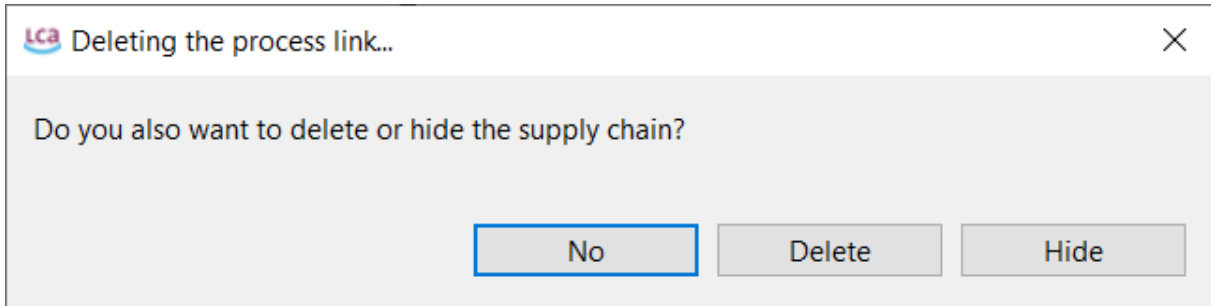 LCa Deleting the process link...
Do you also want to delete or hide the supply chain?
No Delete Hide